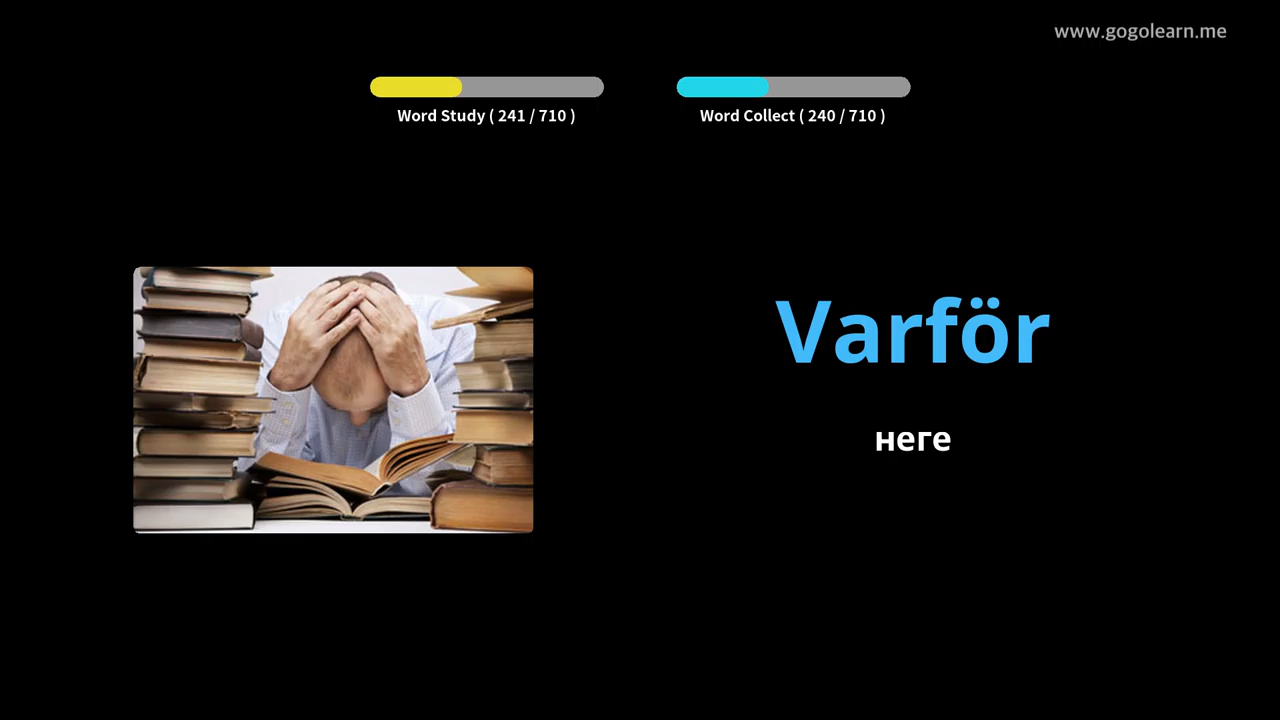 www.gogolearn.me
Word Study ( 241 / 710 )
Word Collect ( 240 / 710 )
Varför
неге